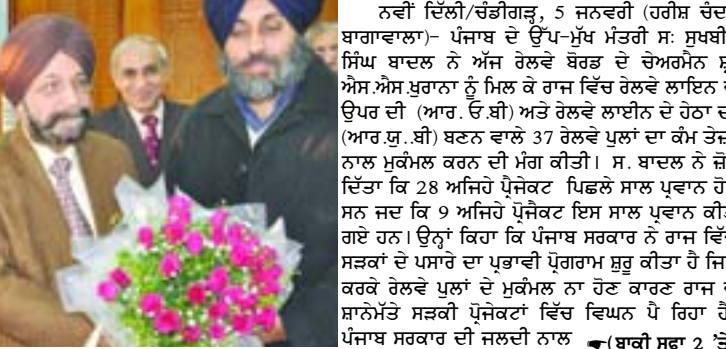 ਨਵੀਂ ਦਿੱਲੀ/ਚੰਡੀਗੜ੍ਹ, 5 ਜਨਵਰੀ (ਹਰੀਸ਼ ਚੰਦ
ਬਾਗਾਵਾਲਾ)- ਪੰਜਾਬ ਦੇ ਉੱਪ-ਮੁੱਖ ਮੰਤਰੀ ਸਃ ਸੁਖਬੀ
ਸਿੰਘ ਬਾਦਲ ਨੇ ਅੱਜ ਰੇਲਵੇ ਬੋਰਡ ਦੇ ਚੇਅਰਮੈਨ
ਐਸ.ਐਸ.ਖ਼ੁਰਾਨਾ ਨੂੰ ਮਿਲ ਕੇ ਰਾਜ ਵਿੱਚ ਰੇਲਵੇ ਲਾਇਨ
ਉਪਰ ਦੀ (ਆਰ. ਓ.ਬੀ) ਅਤੇ ਰੇਲਵੇ ਲਾਈਨ ਦੇ ਹੇਠਾ ਦ
(ਆਰ.ਯੁ..ਬੀ) ਬਣਨ ਵਾਲੇ 37 ਰੇਲਵੇ ਪੁਲਾਂ ਦਾ ਕੰਮ ਤੇਜ਼
ਨਾਲ ਮੁਕੰਮਲ ਕਰਨ ਦੀ ਮੰਗ ਕੀਤੀ। ਸ. ਬਾਦਲ ਨੇ ਜ਼ੋ
ਦਿੱਤਾ ਕਿ 28 ਅਜਿਹੇ ਪ੍ਰੈਜੇਕਟ ਪਿਛਲੇ ਸਾਲ ਪ੍ਰਵਾਨ ਹੋ
ਸਨ ਜਦ ਕਿ 9 ਅਜਿਹੇ ਪ੍ਰੋਜੈਕਟ ਇਸ ਸਾਲ ਪ੍ਰਵਾਨ ਕੀਤ
ਗਏ ਹਨ। ਉਨ੍ਹਾਂ ਕਿਹਾ ਕਿ ਪੰਜਾਬ ਸਰਕਾਰ ਨੇ ਰਾਜ ਵਿੱਚ
ਸੜਕਾਂ ਦੇ ਪਸਾਰੇ ਦਾ ਪ੍ਰਭਾਵੀ ਪ੍ਰੋਗਰਾਮ ਸ਼ੁਰੂ ਕੀਤਾ ਹੈ ਜਿ
ਕਰਕੇ ਰੇਲਵੇ ਪੁਲਾਂ ਦੇ ਮੁਕੰਮਲ ਨਾ ਹੋਣ ਕਾਰਣ ਰਾਜ
ਸ਼ਾਨੇਮੱਤੇ ਸੜਕੀ ਪ੍ਰੋਜੇਕਟਾਂ ਵਿੱਚ ਵਿਘਨ ਪੈ ਰਿਹਾ ਹੈ
ਪੰਜਾਬ ਸਰਕਾਰ ਦੀ ਜਲਦੀ ਨਾਲ ☛(ਬਾਕੀ ਸਫਾ 2 'ਤੇ